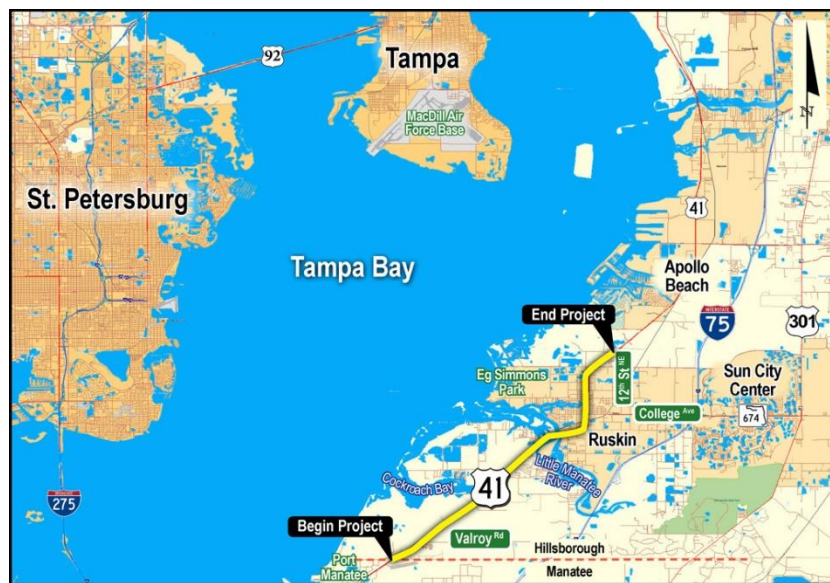 92
Tampa
MacDill Air
Force Base
St. Petersburg
N
41
Tampa Bay
Apollo
Beach
End Project
INTERSTATE
75
301
12th St NE
Eg Simmons
Park
Sun City
Center
College Ave
674
Ruskin
Cockroach Bay
41
Little Manatee
River
INTERSTATE
275
Begin Project
Valroy Rd
Port
Manatee
Hillsborough
Manatee